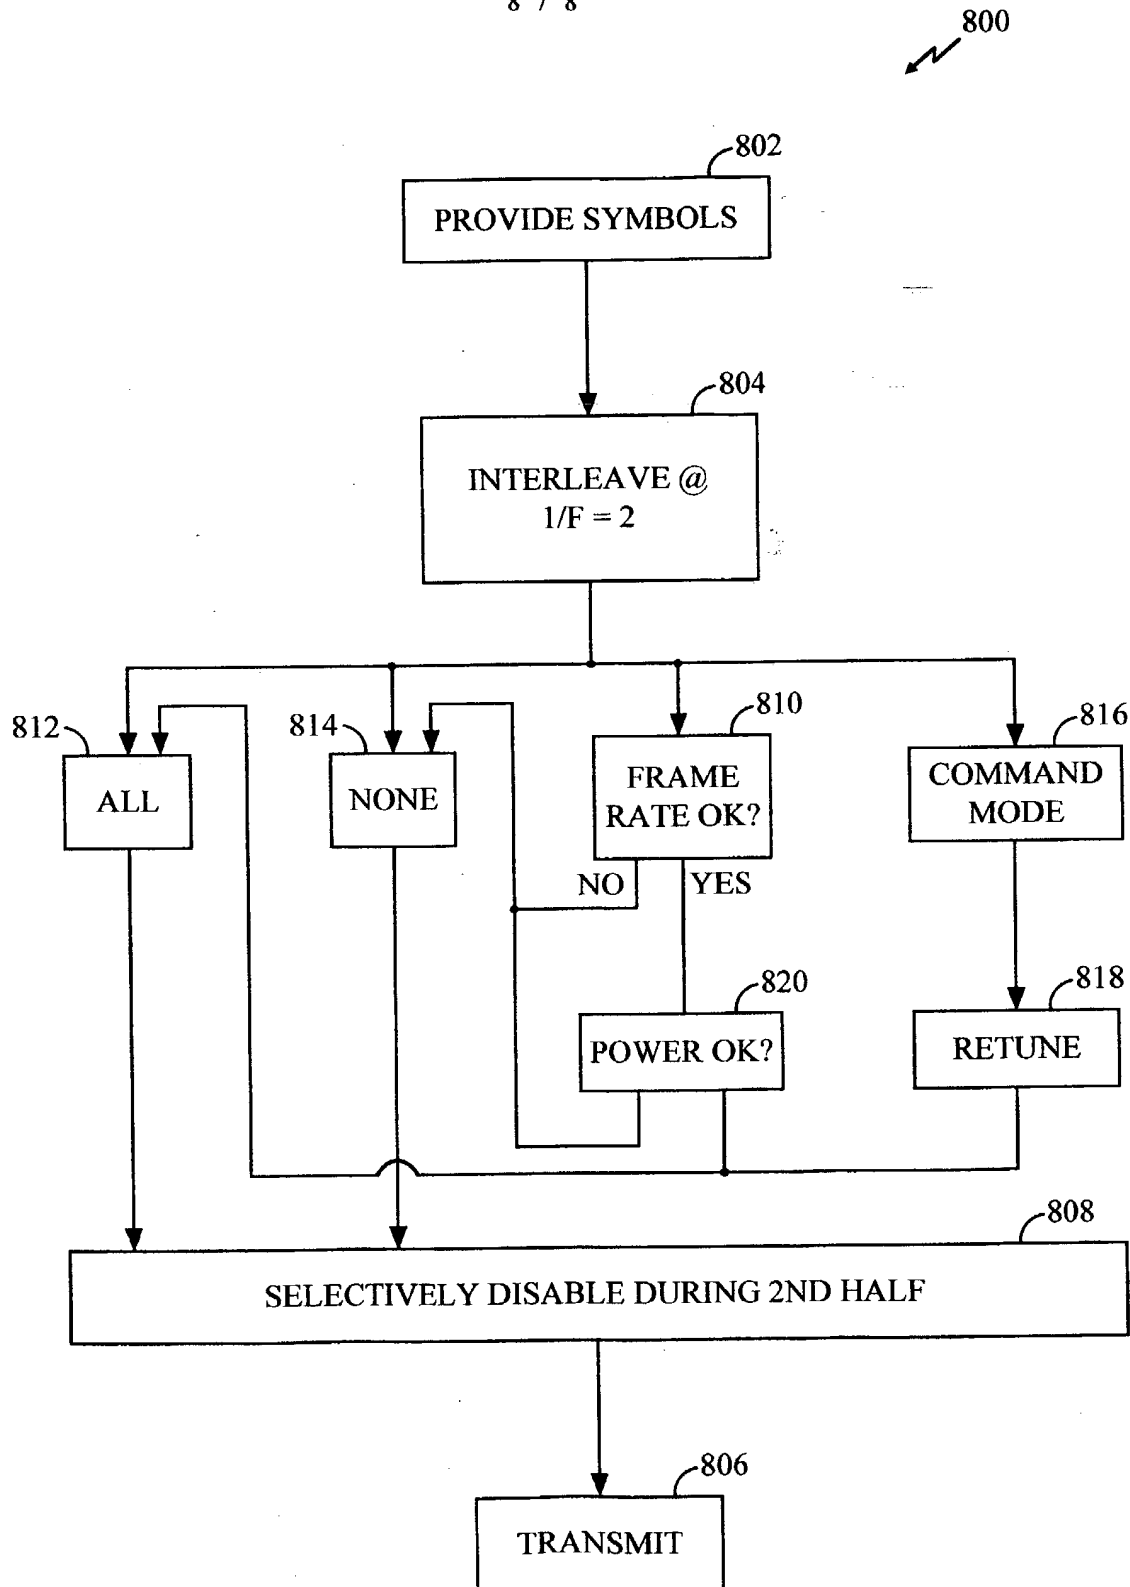 8 / 8
800
802
PROVIDE SYMBOLS
804
INTERLEAVE @
1/F = 2
812
ALL
814
NONE
810
FRAME
RATE OK?
816
COMMAND
MODE
NO
YES
820
POWER OK?
818
RETUNE
808
SELECTIVELY DISABLE DURING 2ND HALF
806
TRANSMIT